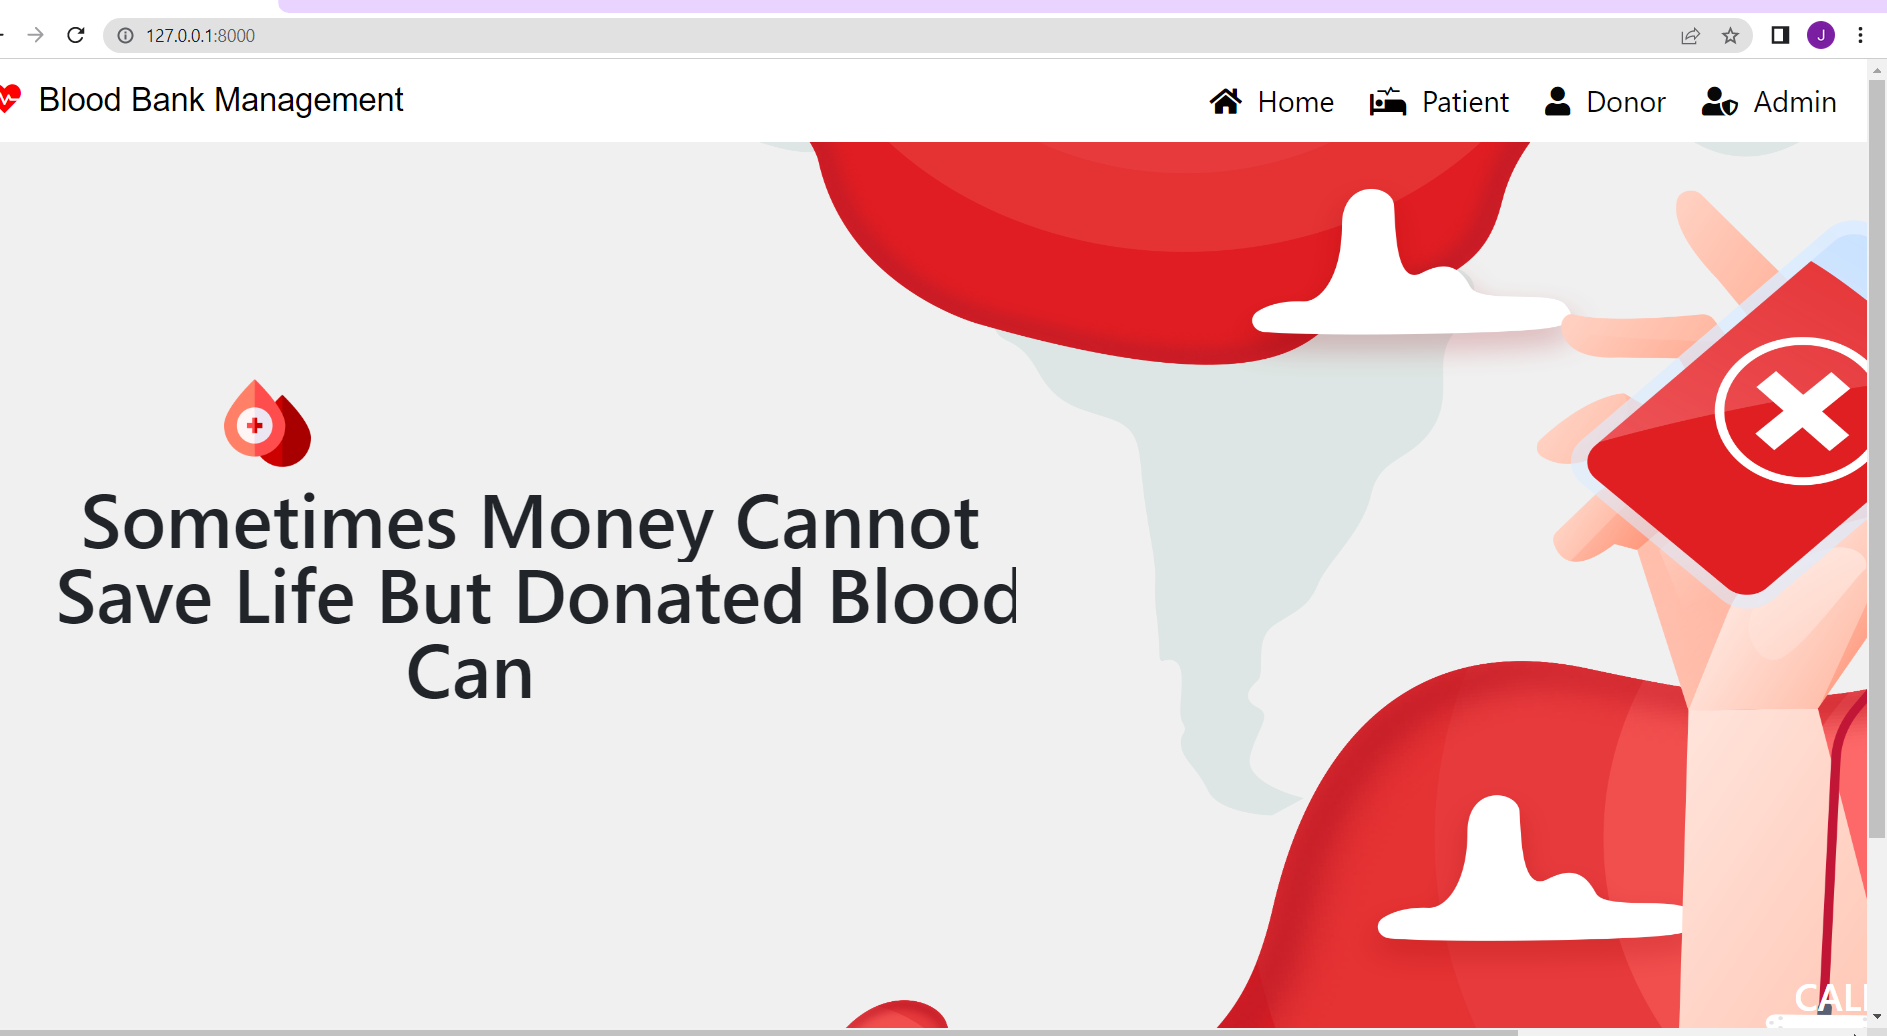 127.0.0.1:8000
J
Blood Bank Management
Home Patient Donor Admin
Sometimes Money Cannot
Save Life But Donated Blood
Can